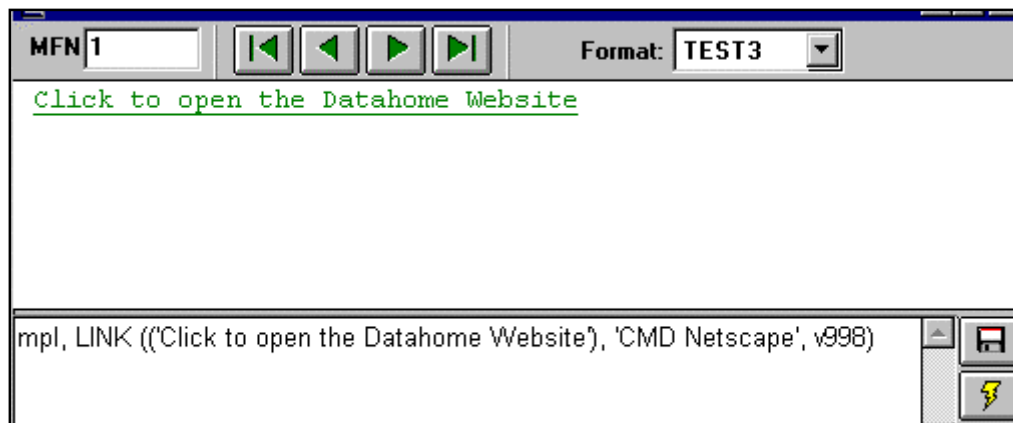 MFN 1 Format: TEST3
Click to open the Datahome Website
mpl, LINK (('Click to open the Datahome Website'), 'CMD Netscape', v998)